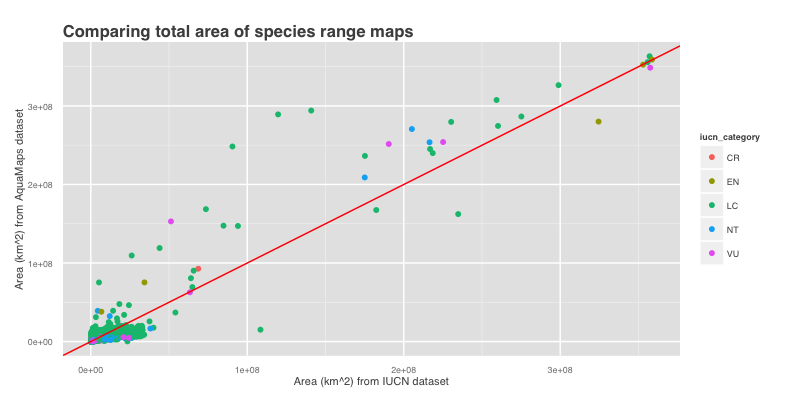 Comparing total area of species range maps
Area (km^2) from AquaMaps dataset
3e+08
2e+08
1e+08
0e+00
0e+00
1e+08
2e+08
3e+08
Area (km^2) from IUCN dataset
iucn_category
CR
EN
LC
NT
VU